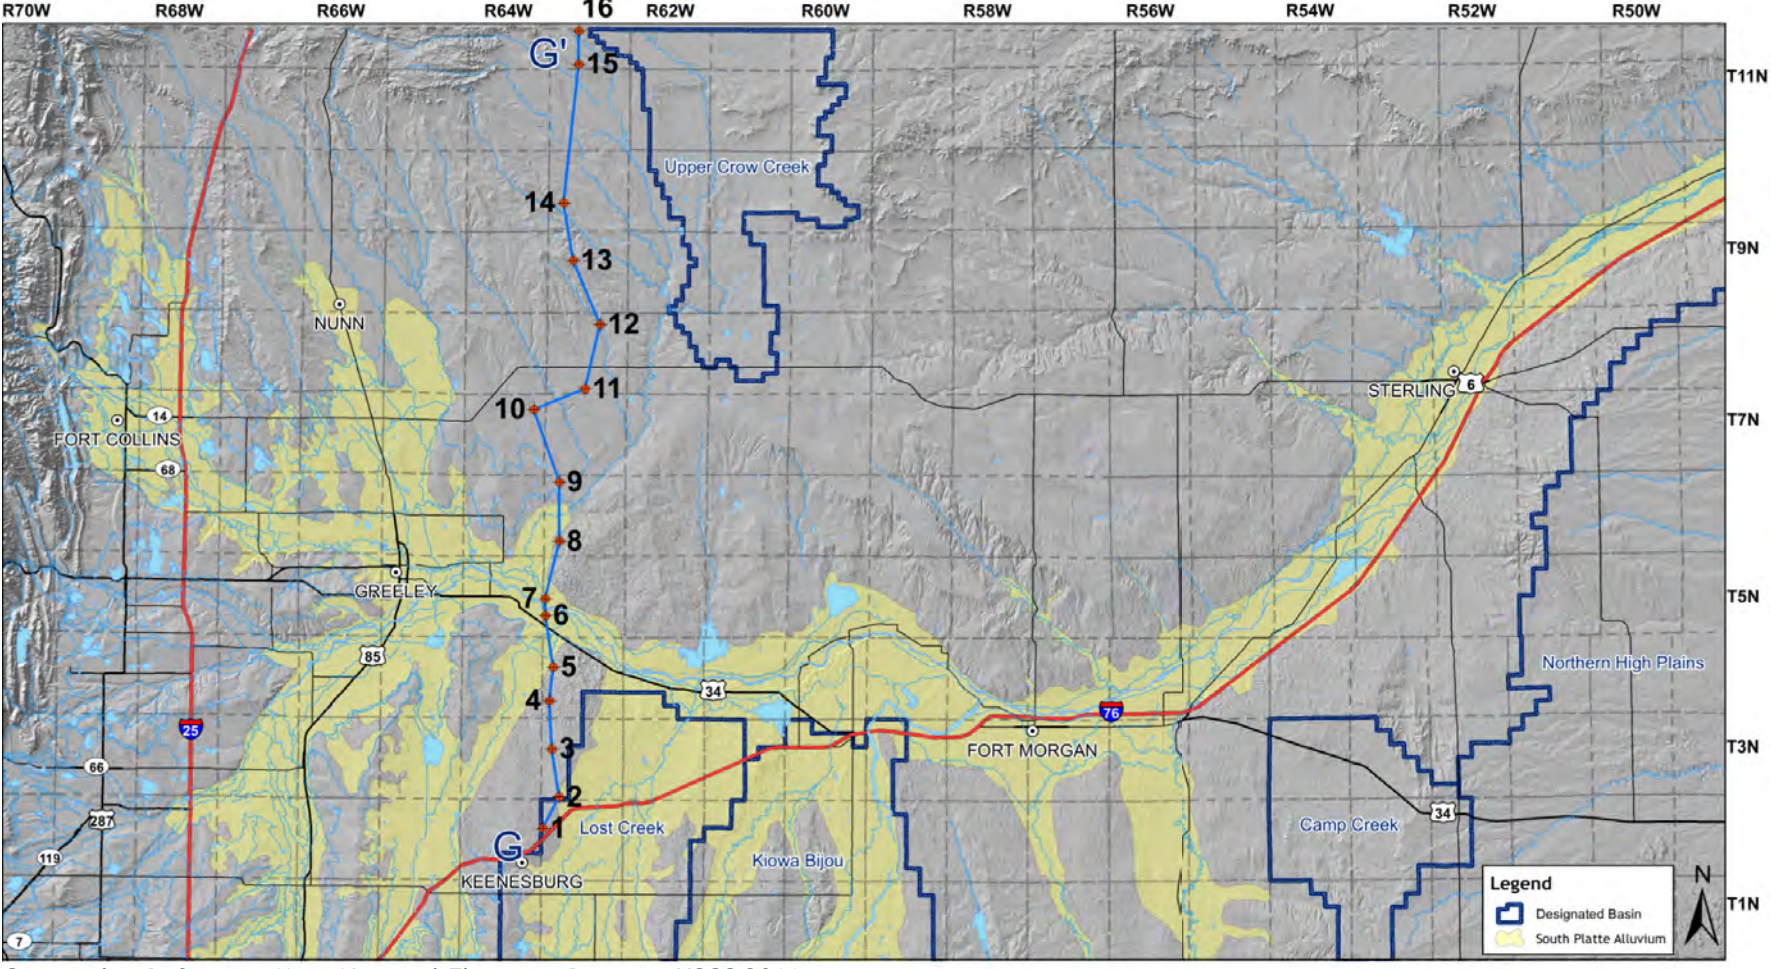 R70W R68W R66W R64W 16 R62W R60W R58W R56W R54W R52W R50W
G'
15
T11N
Upper Crow Creek
14
T9N
13
NUNN
12
STERLING 6
11
10
14
T7N
FORT COLLINS
68
9
8
GREELEY
7
6
T5N
85
5
Northern High Plains
34
4
25
76
3
FORT MORGAN
T3N
66
2
287
1
Lost Creek
34
Camp Creek
G
119
Kiowa Bijou
KEENESBURG
Legend
N
Designated Basin
South Platte Alluvium
T1N
7